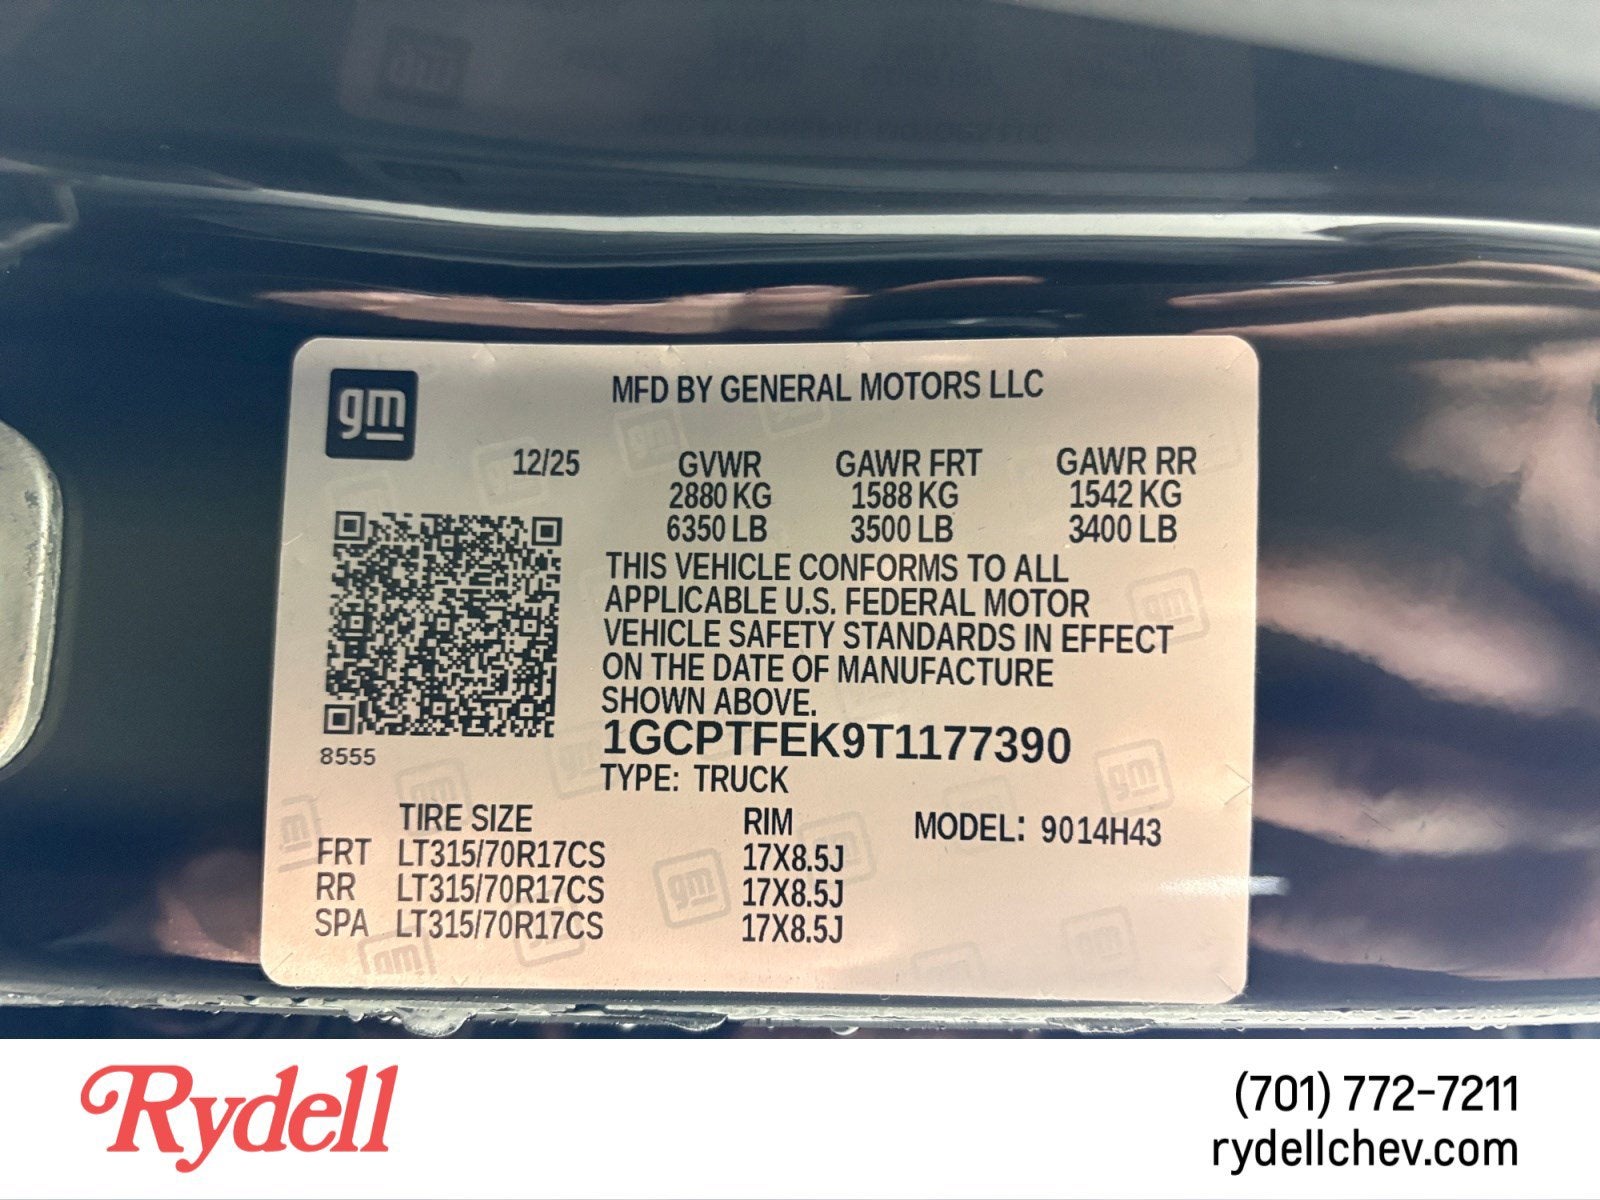 gm
MFD BY GENERAL MOTORS LLC
12/25 GVWR GAWR FRT GAWR RR
2880 KG 1588 KG 1542 KG
6350 LB 3500 LB 3400 LB
THIS VEHICLE CONFORMS TO ALL
APPLICABLE U.S. FEDERAL MOTOR
VEHICLE SAFETY STANDARDS IN EFFECT
ON THE DATE OF MANUFACTURE
SHOWN ABOVE.
1GCPTFEK9T1177390
8555
TYPE: TRUCK
TIRE SIZE RIM MODEL: 9014H43
FRT LT315/70R17CS 17X8.5J
RR LT315/70R17CS 17X8.5J
SPA LT315/70R17CS 17X8.5J
Rydell
(701) 772-7211
rydellchev.com